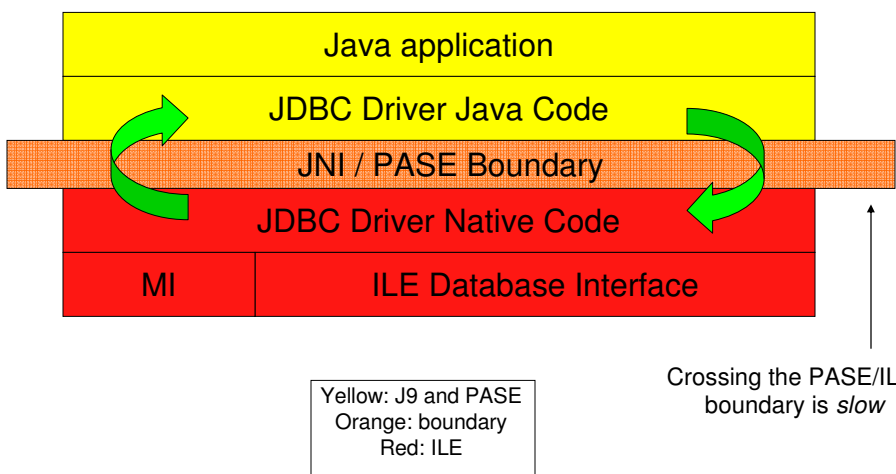 Java application
JDBC Driver Java Code
JNI / PASE Boundary
JDBC Driver Native Code
MI
ILE Database Interface
Crossing the PASE/IL
boundary is slow
Yellow: J9 and PASE
Orange: boundary
Red: ILE